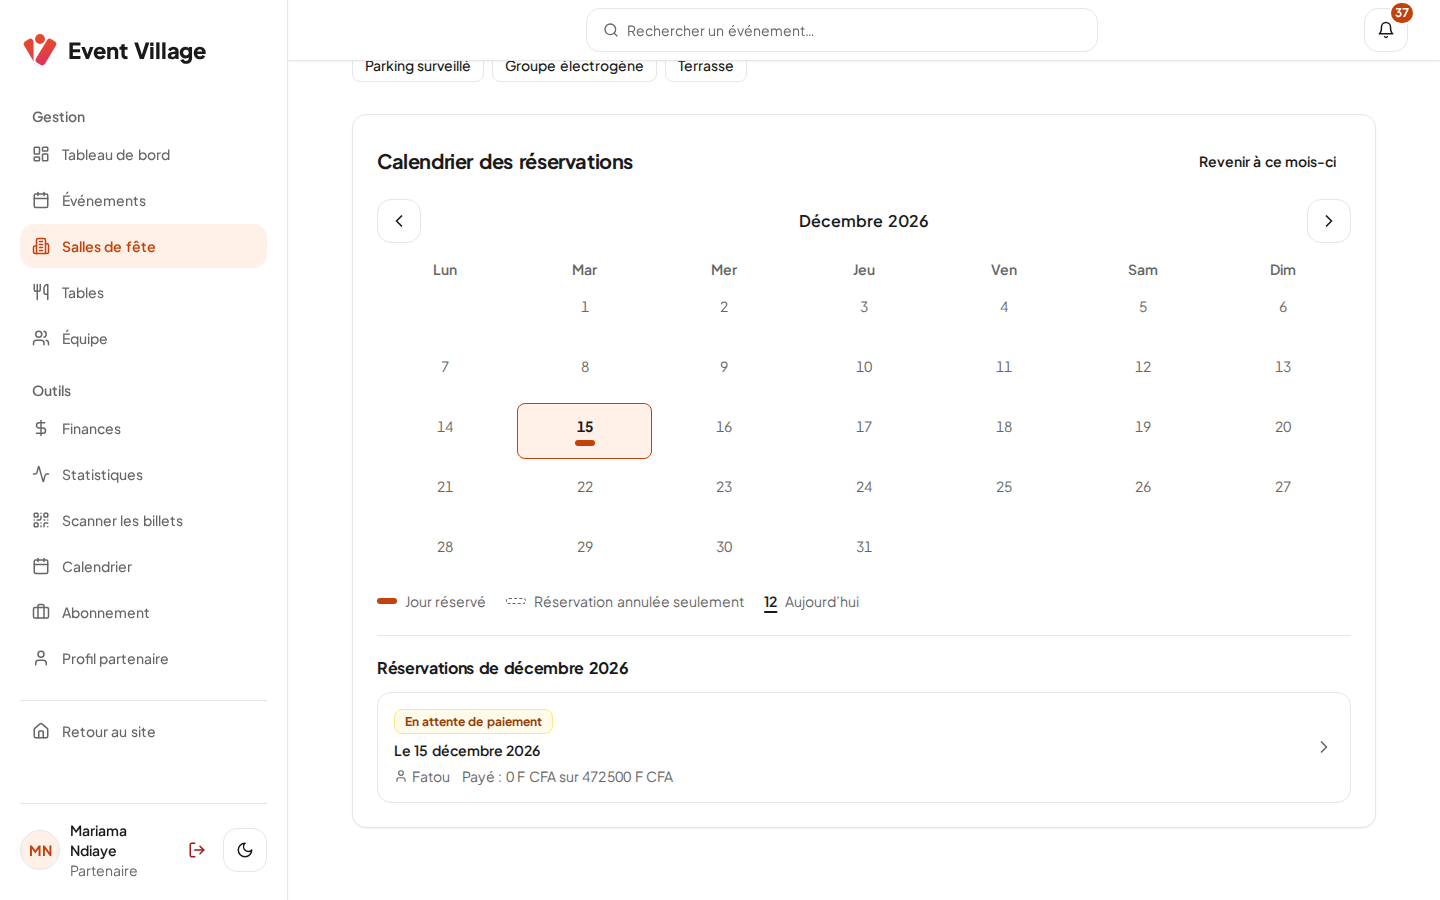 Event Village
Rechercher un événement…
37
Parking surveillé
Groupe électrogène
Terrasse
Gestion
Tableau de bord
Événements
Salles de fête
Tables
Équipe
Outils
Finances
Statistiques
Scanner les billets
Calendrier
Abonnement
Profil partenaire
Retour au site
MN
Mariama
Ndiaye
Partenaire
Calendrier des réservations
Revenir à ce mois-ci
Décembre 2026
Lun Mar Mer Jeu Ven Sam Dim
1 2 3 4 5 6
7 8 9 10 11 12 13
14 15 16 17 18 19 20
21 22 23 24 25 26 27
28 29 30 31
Jour réservé
Réservation annulée seulement
12 Aujourd’hui
Réservations de décembre 2026
En attente de paiement
Le 15 décembre 2026
Fatou Payé : 0 F CFA sur 472 500 F CFA